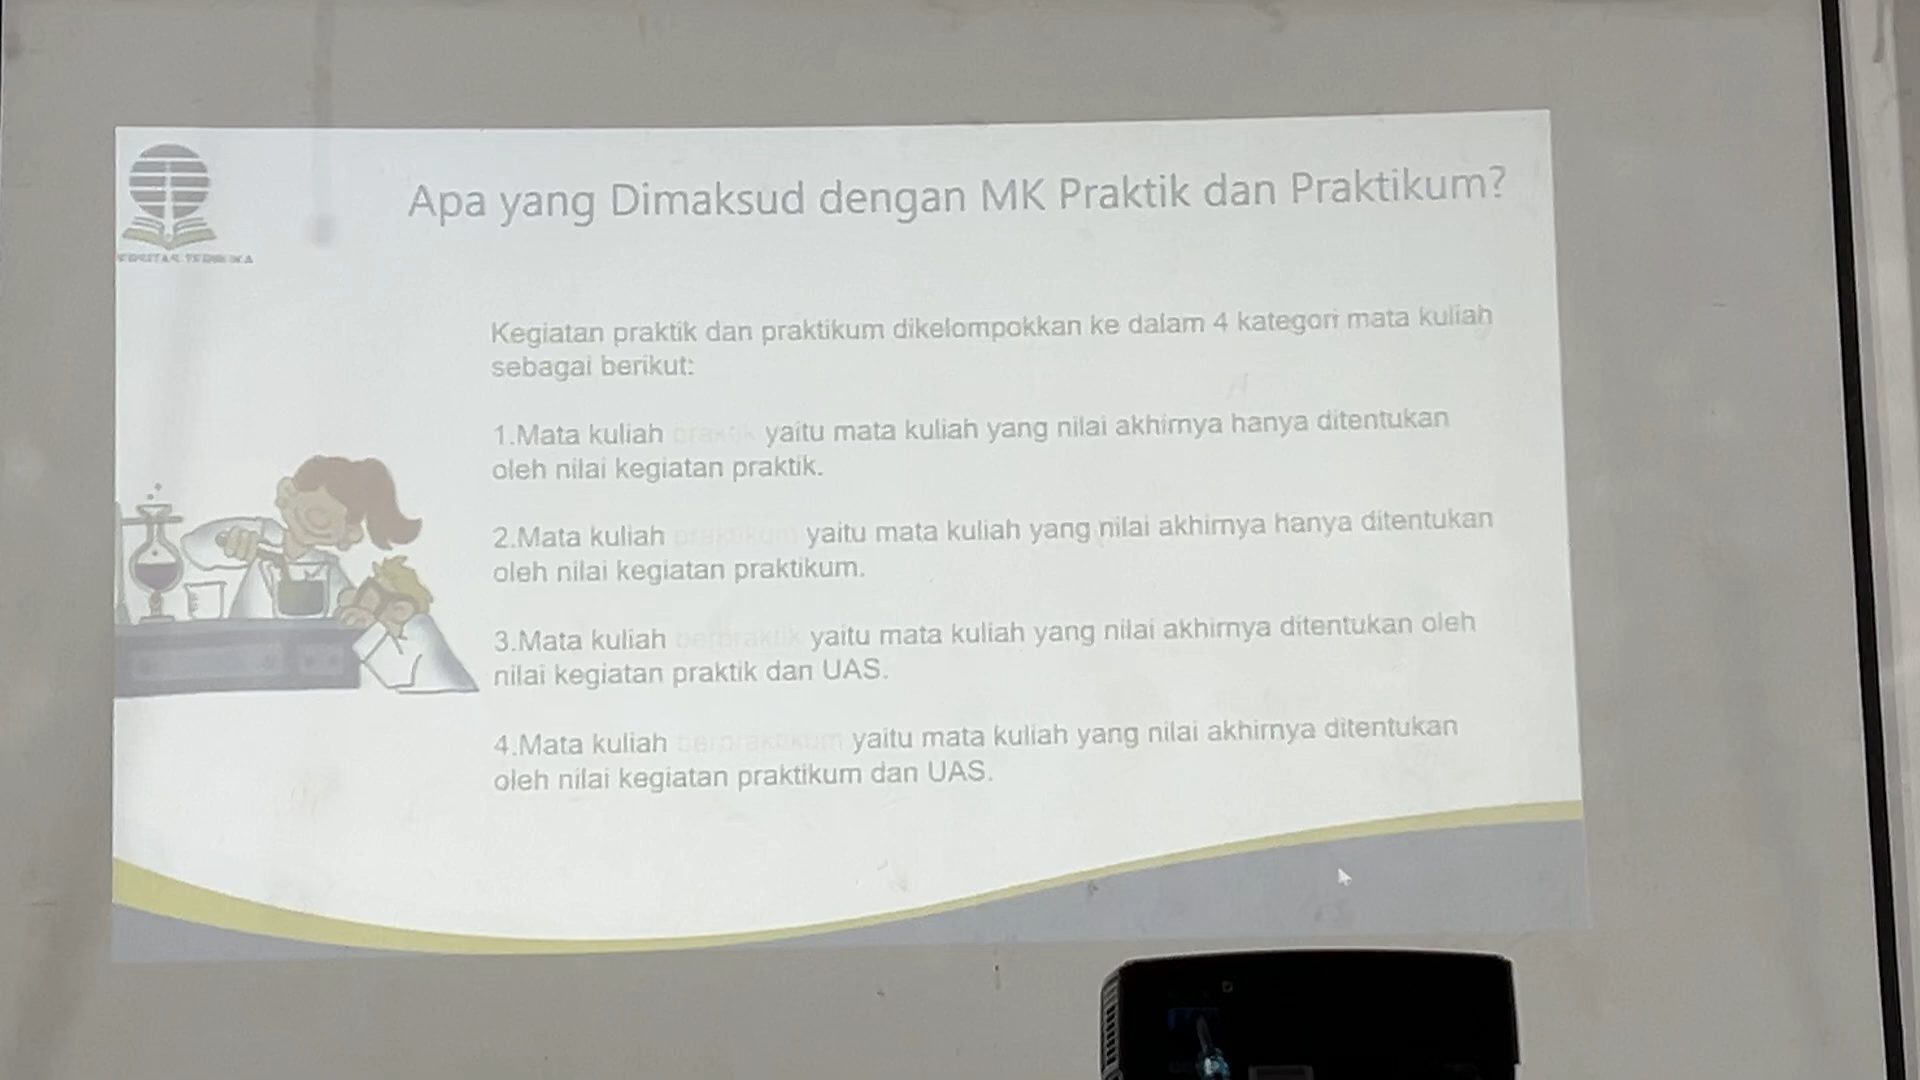 Apa yang Dimaksud dengan MK Praktik dan Praktikum?
Kegiatan praktik dan praktikum dikelompokkan ke dalam 4 kategori mata kuliah
sebagai berikut:
1.Mata kuliah praktik yaitu mata kuliah yang nilai akhirnya hanya ditentukan
oleh nilai kegiatan praktik.
2.Mata kuliah praktikum yaitu mata kuliah yang nilai akhirnya hanya ditentukan
oleh nilai kegiatan praktikum.
3.Mata kuliah berpraktik yaitu mata kuliah yang nilai akhirnya ditentukan oleh
nilai kegiatan praktik dan UAS.
4.Mata kuliah berpraktikum yaitu mata kuliah yang nilai akhirnya ditentukan
oleh nilai kegiatan praktikum dan UAS.